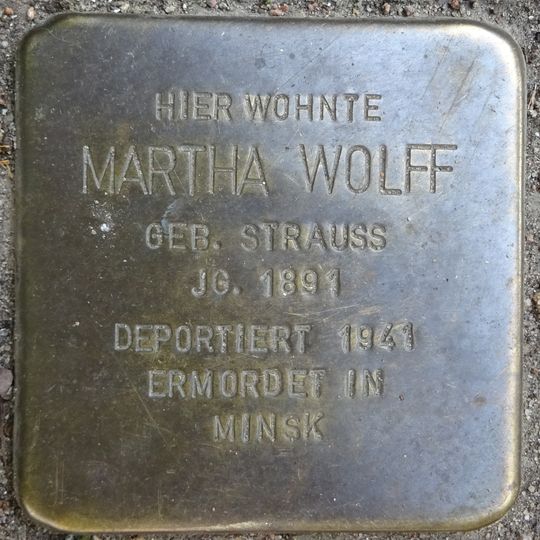 HIER WOHNTE
MARTHA WOLFF
GEB. STRAUSS
JG. 1891
DEPORTIERT 1941
ERMORDET IN
MINSK